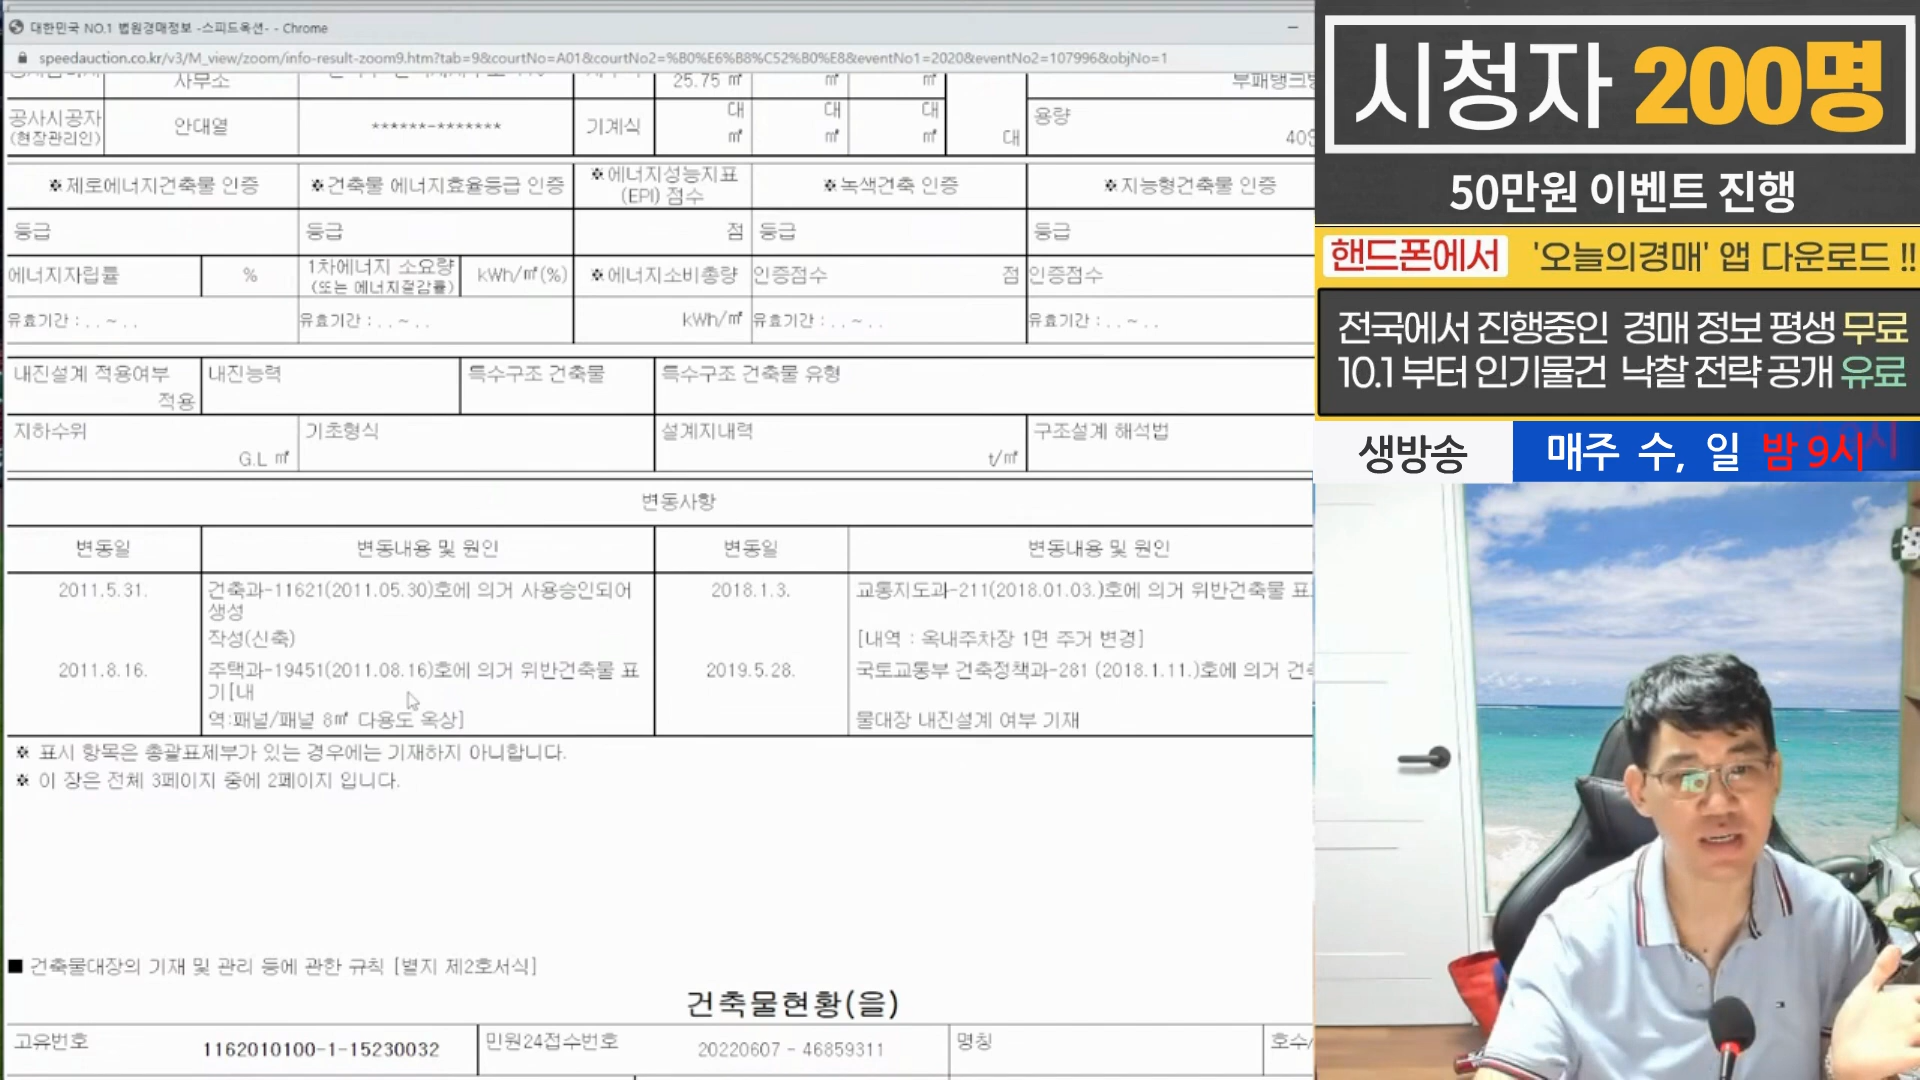 대한민국 NO.1 법원경매정보 -스피드옥션- - Chrome
speedauction.co.kr/v3/M_view/zoom/info-result-zoom9.htm?tab=9&courtNo=A01&courtNo2=%B0%E6%B8%C52%B0%E8&eventNo1=2020&eventNo2=107996&objNo=1
사무소 25.75 ㎡ ㎡ ㎡
공사시공자 안대열 ******-******* 기계식 대 대 대 용량
(현장관리인) ㎡ ㎡ ㎡ 대
※제로에너지건축물 인증 ※건축물 에너지효율등급 인증 ※에너지성능지표 (EPI) 점수 ※녹색건축 인증 ※지능형건축물 인증
등급 등급 점 등급 등급
에너지자립률 % 1차에너지 소요량 (또는 에너지절감률) kWh/㎡(%) ※에너지소비총량 인증점수 점 인증점수
유효기간 : . . ~ . . 유효기간 : . . ~ . . kWh/㎡ 유효기간 : . . ~ . . 유효기간 : . . ~ . .
내진설계 적용여부 내진능력 특수구조 건축물 특수구조 건축물 유형
적용
지하수위 기초형식 설계지내력 구조설계 해석법
G.L ㎡ t/㎡
변동사항
변동일 변동내용 및 원인 변동일 변동내용 및 원인
2011.5.31. 건축과-11621(2011.05.30)호에 의거 사용승인되어 2018.1.3. 교통지도과-211(2018.01.03.)호에 의거 위반건축물 표
생성
작성(신축) [내역 : 옥내주차장 1면 주거 변경]
2011.8.16. 주택과-19451(2011.08.16)호에 의거 위반건축물 표 2019.5.28. 국토교통부 건축정책과-281 (2018.1.11.)호에 의거 건축
기[내
역:패널/패널 8㎡ 다용도 옥상] 물대장 내진설계 여부 기재
※ 표시 항목은 총괄표제부가 있는 경우에는 기재하지 아니합니다.
※ 이 장은 전체 3페이지 중에 2페이지 입니다.
■ 건축물대장의 기재 및 관리 등에 관한 규칙 [별지 제2호서식]
건축물현황(을)
고유번호 1162010100-1-15230032 민원24접수번호 20220607 - 46859311 명칭 호수/
시청자 200명
50만원 이벤트 진행
핸드폰에서 '오늘의경매' 앱 다운로드 !!
전국에서 진행중인 경매 정보 평생 무료
10.1 부터 인기물건 낙찰 전략 공개 유료
생방송 매주 수, 일 밤 9시